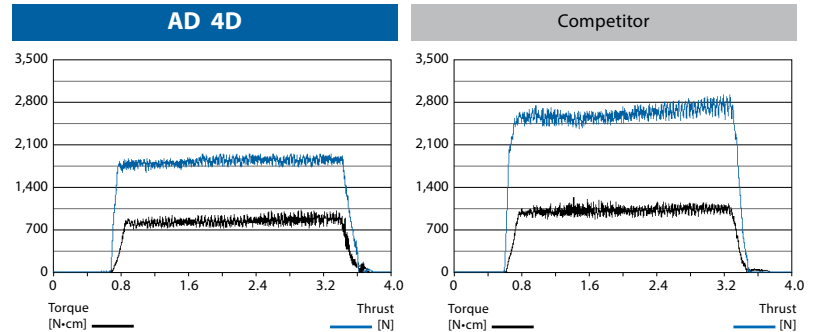 AD 4D
Competitor
3,500
2,800
2,100
1,400
700
0
0 0.8 1.6 2.4 3.2 4.0
Torque
[N•cm]
Thrust
[N]
3,500
2,800
2,100
1,400
700
0
0 0.8 1.6 2.4 3.2 4.0
Torque
[N•cm]
Thrust
[N]